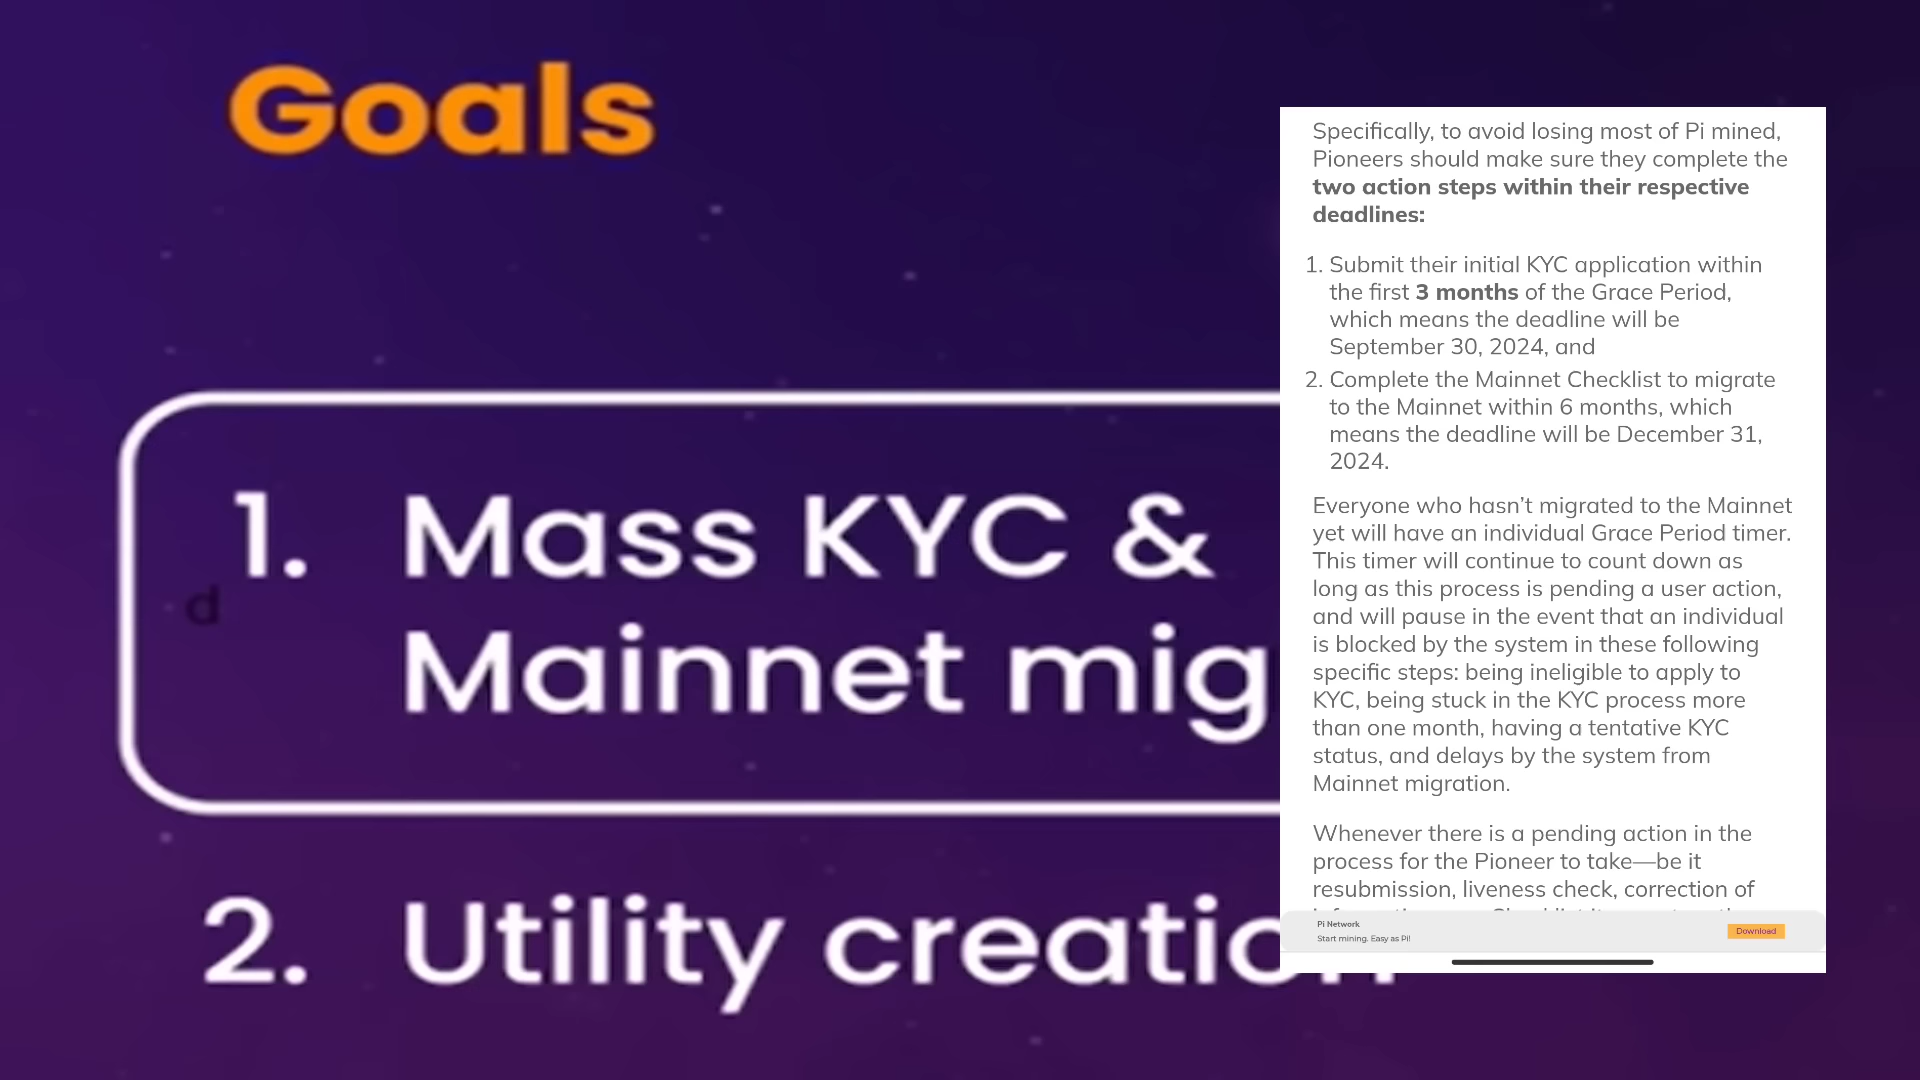 Goals
1. Mass KYC &
Mainnet mig
2. Utility creation
d
Specifically, to avoid losing most of Pi mined,
Pioneers should make sure they complete the
two action steps within their respective
deadlines:
1. Submit their initial KYC application within
the first 3 months of the Grace Period,
which means the deadline will be
September 30, 2024, and
2. Complete the Mainnet Checklist to migrate
to the Mainnet within 6 months, which
means the deadline will be December 31,
2024.
Everyone who hasn’t migrated to the Mainnet
yet will have an individual Grace Period timer.
This timer will continue to count down as
long as this process is pending a user action,
and will pause in the event that an individual
is blocked by the system in these following
specific steps: being ineligible to apply to
KYC, being stuck in the KYC process more
than one month, having a tentative KYC
status, and delays by the system from
Mainnet migration.
Whenever there is a pending action in the
process for the Pioneer to take—be it
resubmission, liveness check, correction of
Pi Network
Start mining. Easy as Pi!
Download